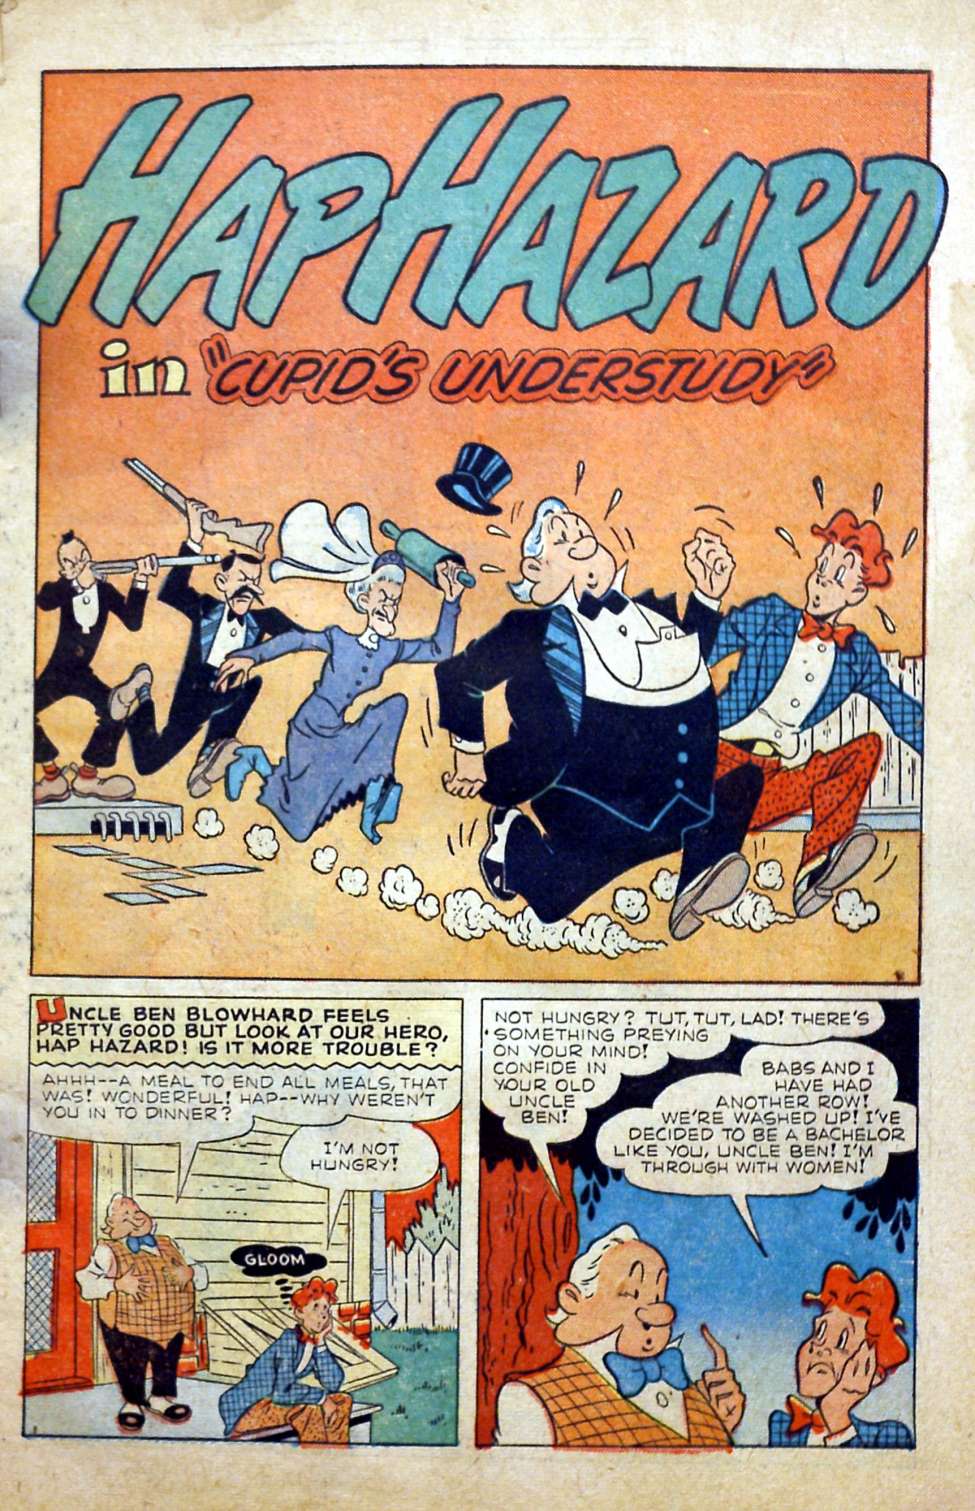 HAP HAZARD
in "CUPID'S UNDERSTUDY"
UNCLE BEN BLOWHARD FEELS
PRETTY GOOD BUT LOOK AT OUR HERO,
HAP HAZARD! IS IT MORE TROUBLE?
AHHH--A MEAL TO END ALL MEALS, THAT
WAS! WONDERFUL! HAP--WHY WEREN'T
YOU IN TO DINNER?
I'M NOT
HUNGRY!
GLOOM
NOT HUNGRY? TUT, TUT, LAD! THERE'S
SOMETHING PREYING
ON YOUR MIND!
CONFIDE IN
YOUR OLD
UNCLE
BEN!
BABS AND I
HAVE HAD
ANOTHER ROW!
WE'RE WASHED UP! I'VE
DECIDED TO BE A BACHELOR
LIKE YOU, UNCLE BEN! I'M
THROUGH WITH WOMEN!